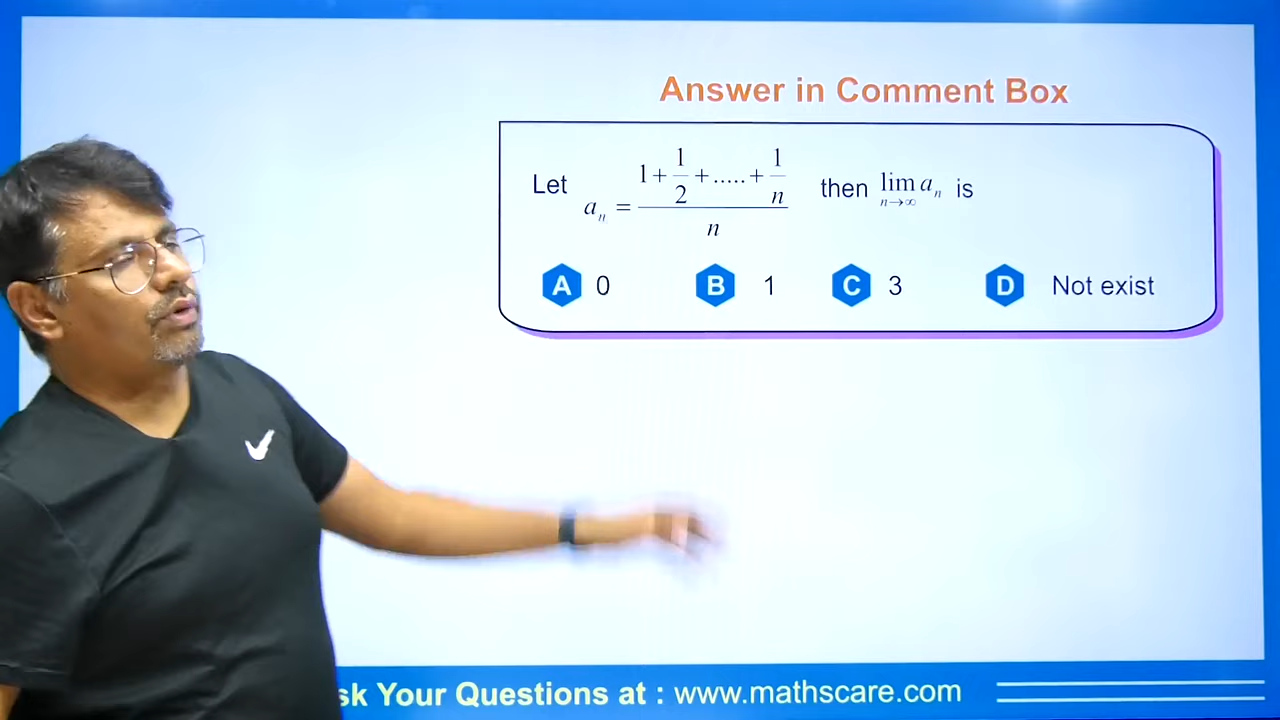 Answer in Comment Box
Let a_n = (1 + 1/2 + ..... + 1/n) / n then lim_{n→∞} a_n is
A 0 B 1 C 3 D Not exist
sk Your Questions at : www.mathscare.com